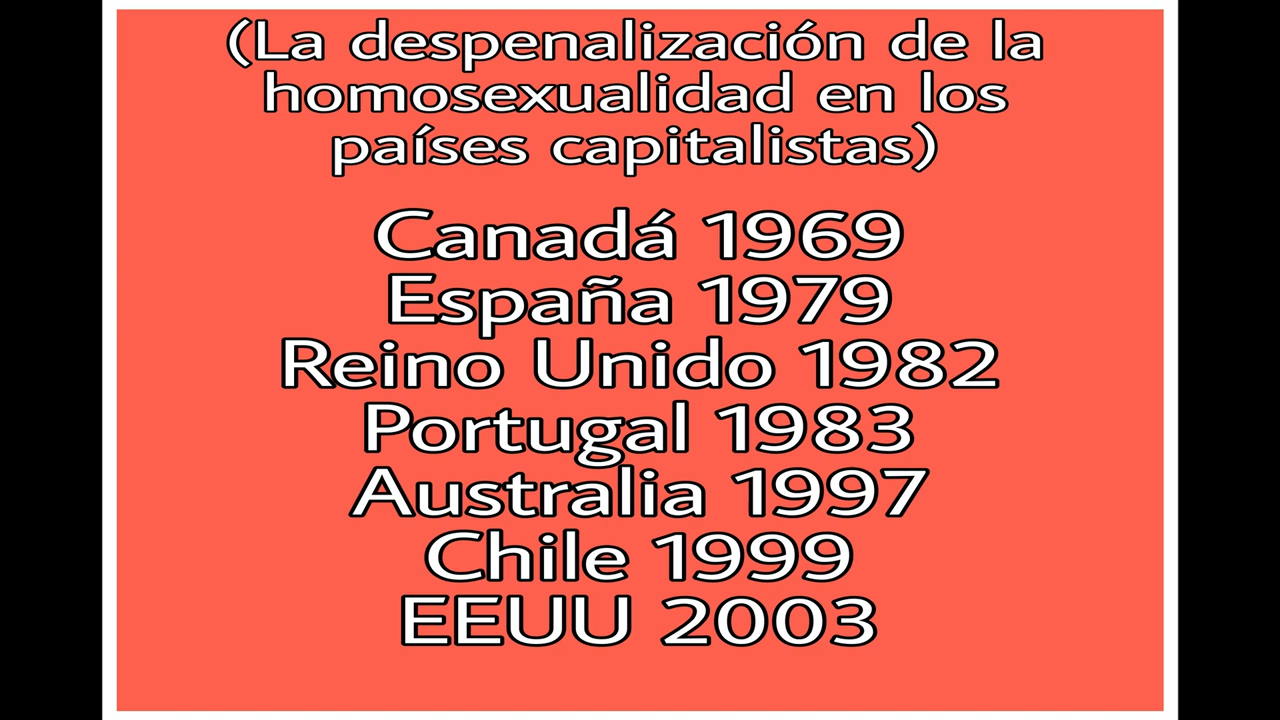 (La despenalización de la
homosexualidad en los
países capitalistas)
Canadá 1969
España 1979
Reino Unido 1982
Portugal 1983
Australia 1997
Chile 1999
EEUU 2003